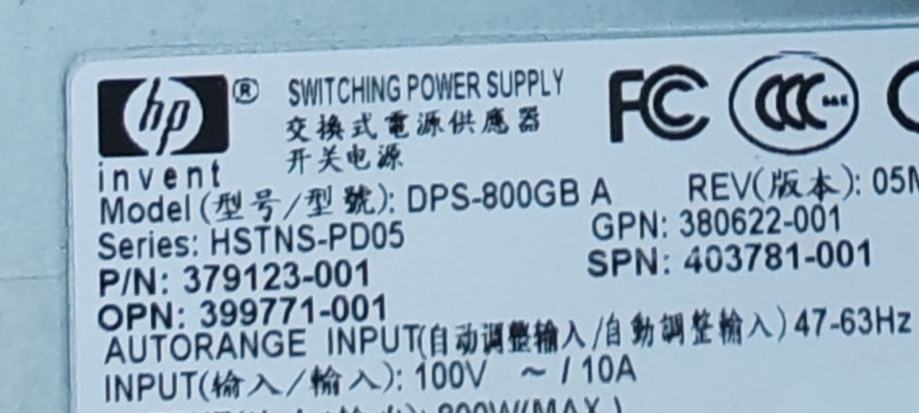 hp ® SWITCHING POWER SUPPLY
交換式電源供應器
开关电源
invent
FC CCC S&E
Model (型号/型號): DPS-800GB A REV(版本): 05
Series: HSTNS-PD05 GPN: 380622-001
P/N: 379123-001 SPN: 403781-001
OPN: 399771-001
AUTORANGE INPUT(自动调整输入/自動調整輸入) 47-63Hz
INPUT(输入/輸入): 100V ~ / 10A
800W(MAX.)